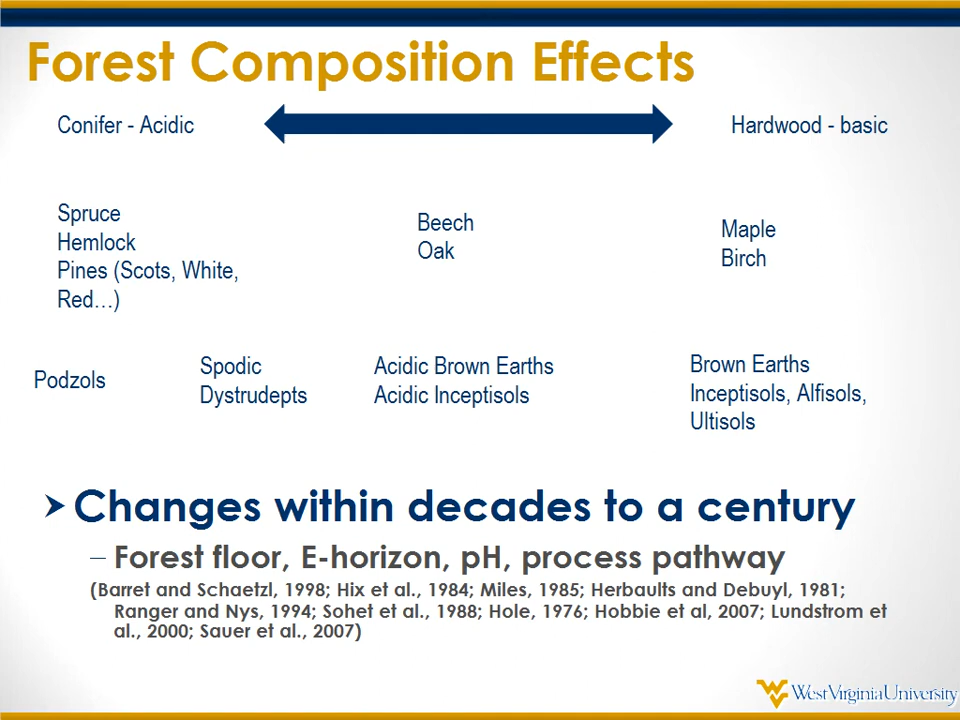 Forest Composition Effects
Conifer - Acidic
Hardwood - basic
Spruce
Hemlock
Pines (Scots, White,
Red…)
Beech
Oak
Maple
Birch
Podzols
Spodic
Dystrudepts
Acidic Brown Earths
Acidic Inceptisols
Brown Earths
Inceptisols, Alfisols,
Ultisols
➤ Changes within decades to a century
– Forest floor, E-horizon, pH, process pathway
(Barret and Schaetzl, 1998; Hix et al., 1984; Miles, 1985; Herbaults and Debuyl, 1981;
Ranger and Nys, 1994; Sohet et al., 1988; Hole, 1976; Hobbie et al, 2007; Lundstrom et
al., 2000; Sauer et al., 2007)
West Virginia University